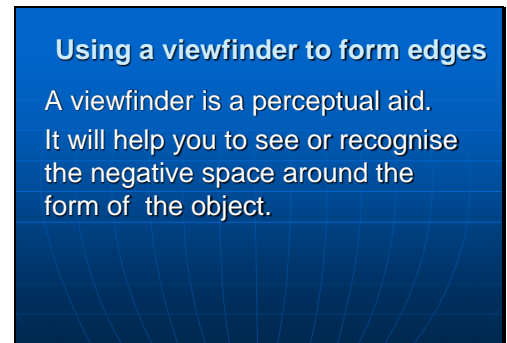 Using a viewfinder to form edges
A viewfinder is a perceptual aid.
It will help you to see or recognise
the negative space around the
form of the object.